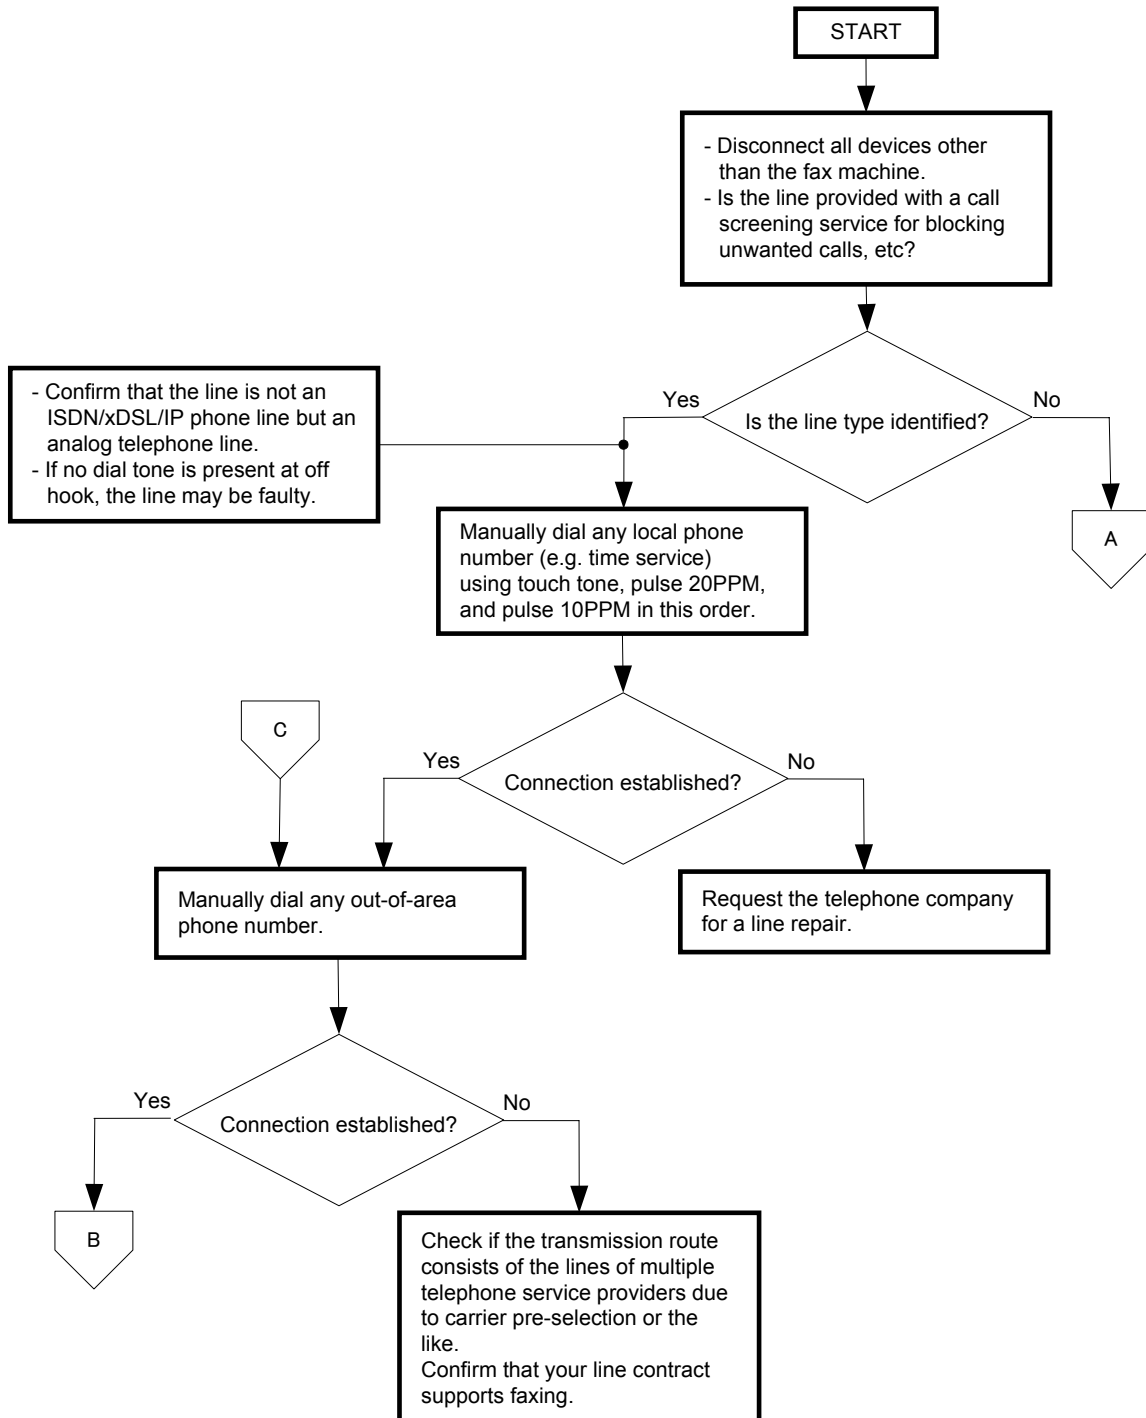 START
- Disconnect all devices other
than the fax machine.
- Is the line provided with a call
screening service for blocking
unwanted calls, etc?
- Confirm that the line is not an
ISDN/xDSL/IP phone line but an
analog telephone line.
- If no dial tone is present at off
hook, the line may be faulty.
Yes
Is the line type identified?
No
A
Manually dial any local phone
number (e.g. time service)
using touch tone, pulse 20PPM,
and pulse 10PPM in this order.
C
Yes
Connection established?
No
Manually dial any out-of-area
phone number.
Request the telephone company
for a line repair.
Yes
Connection established?
No
B
Check if the transmission route
consists of the lines of multiple
telephone service providers due
to carrier pre-selection or the
like.
Confirm that your line contract
supports faxing.